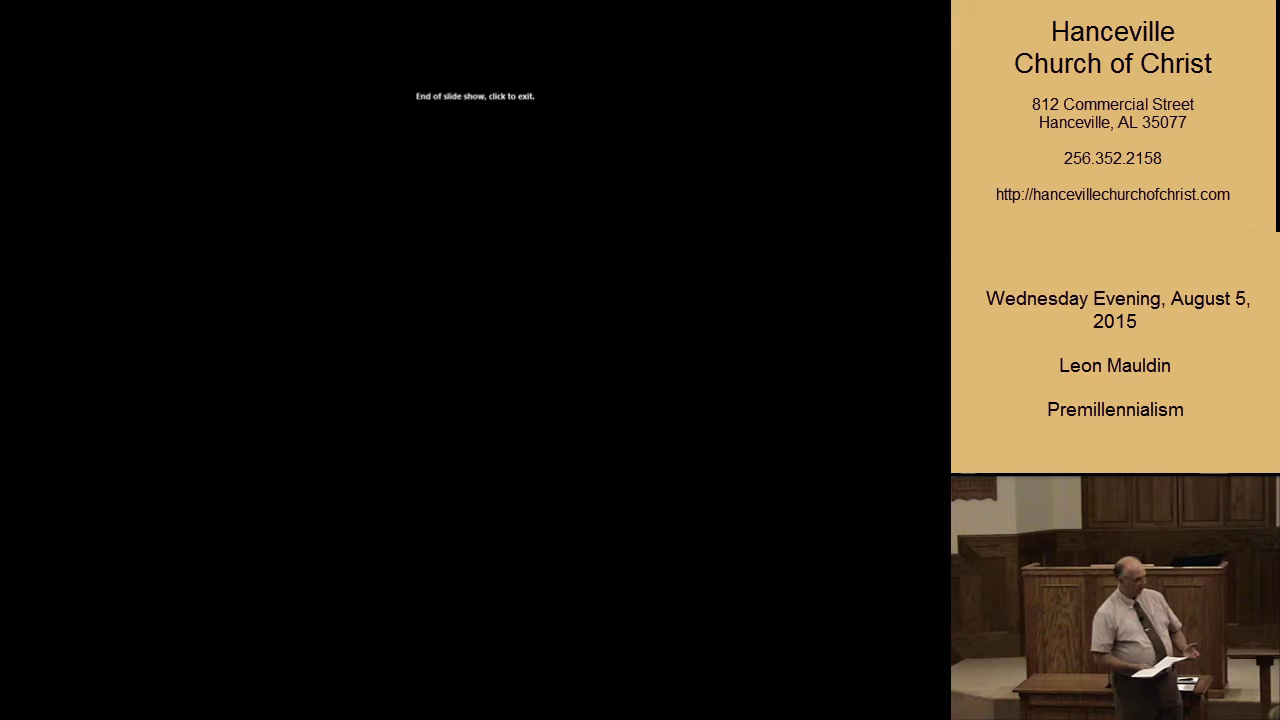 End of slide show, click to exit.
Hanceville
Church of Christ
812 Commercial Street
Hanceville, AL 35077
256.352.2158
http://hancevillechurchofchrist.com
Wednesday Evening, August 5,
2015
Leon Mauldin
Premillennialism